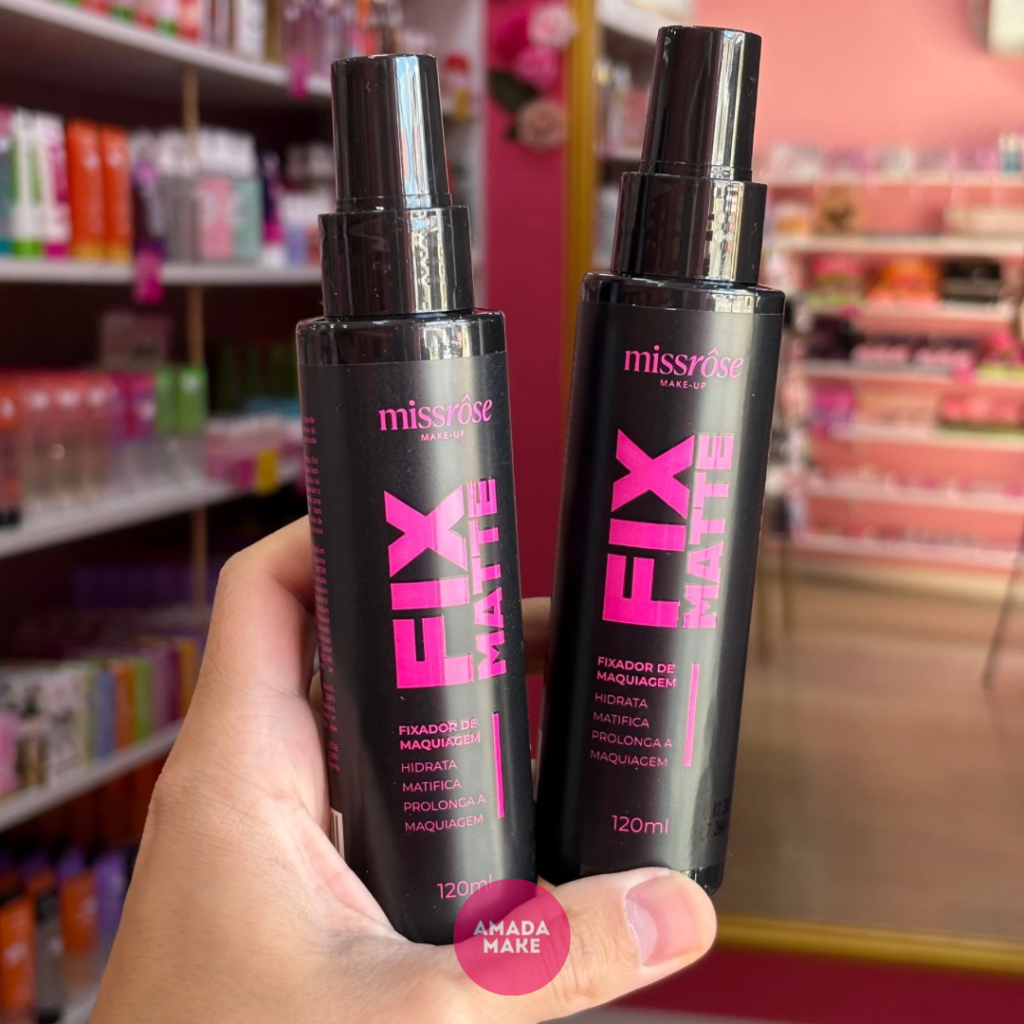 missrôse
MAKE-UP
FIX
MATTE
FIXADOR DE
MAQUIAGEM
HIDRATA
MATIFICA
PROLONGA A
MAQUIAGEM
120ml
missrôse
MAKE-UP
FIX
MATTE
FIXADOR DE
MAQUIAGEM
HIDRATA
MATIFICA
PROLONGA A
MAQUIAGEM
120ml
AMADA
MAKE